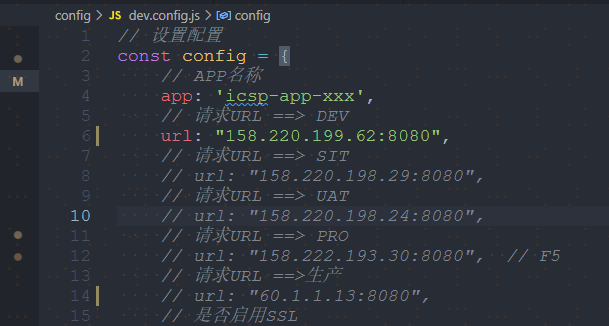 config > JS dev.config.js > config
1 // 设置配置
2 const config = {
3 // APP名称
4 app: 'icsp-app-xxx',
5 // 请求URL ==> DEV
6 url: "158.220.199.62:8080",
7 // 请求URL ==> SIT
8 // url: "158.220.198.29:8080",
9 // 请求URL ==> UAT
10 // url: "158.220.198.24:8080",
11 // 请求URL ==> PRO
12 // url: "158.222.193.30:8080", // F5
13 // 请求URL ==>生产
M
14 // url: "60.1.1.13:8080",
15 // 是否启用SSL